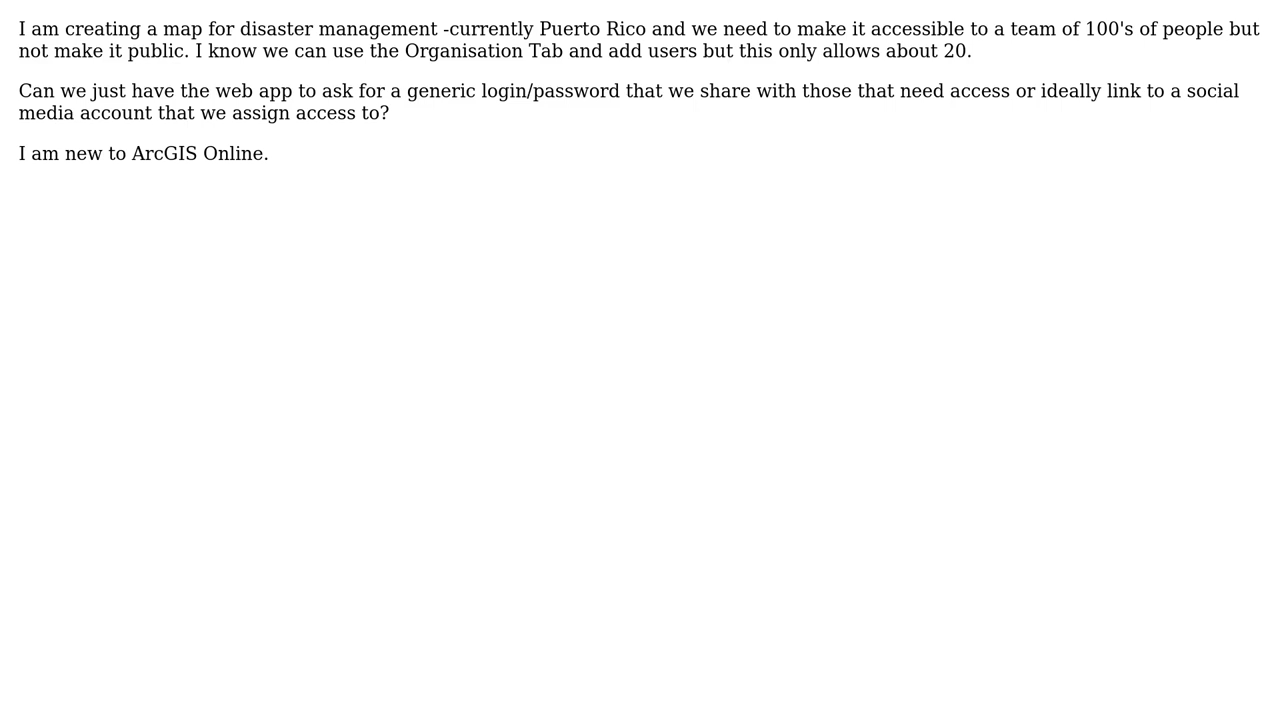 I am creating a map for disaster management -currently Puerto Rico and we need to make it accessible to a team of 100's of people but
not make it public. I know we can use the Organisation Tab and add users but this only allows about 20.
Can we just have the web app to ask for a generic login/password that we share with those that need access or ideally link to a social
media account that we assign access to?
I am new to ArcGIS Online.